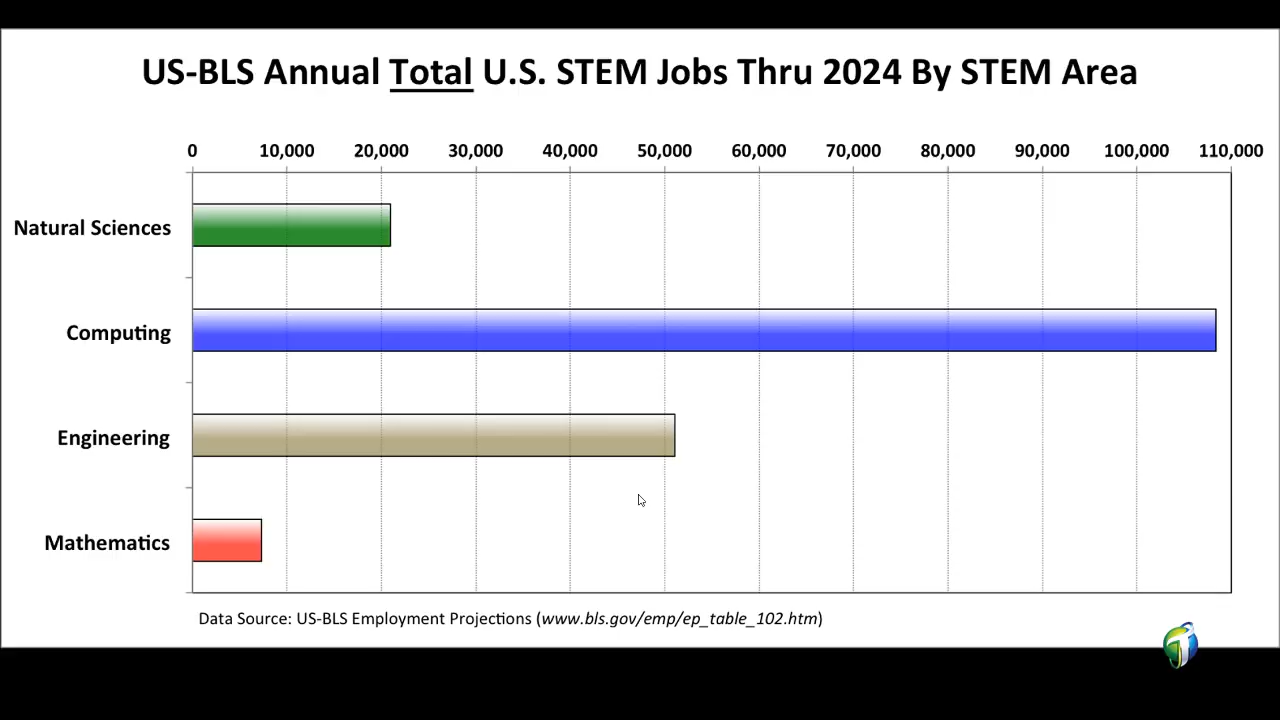 US-BLS Annual Total U.S. STEM Jobs Thru 2024 By STEM Area
0 10,000 20,000 30,000 40,000 50,000 60,000 70,000 80,000 90,000 100,000 110,000
Natural Sciences
Computing
Engineering
Mathematics
Data Source: US-BLS Employment Projections (www.bls.gov/emp/ep_table_102.htm)
T